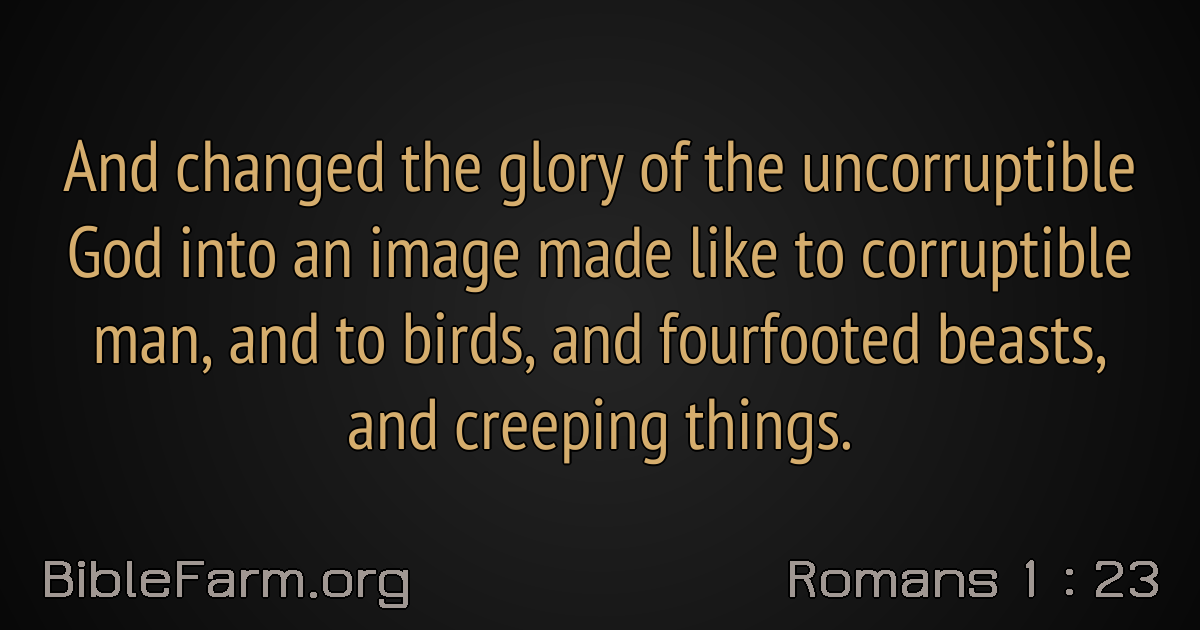 And changed the glory of the uncorruptible
God into an image made like to corruptible
man, and to birds, and fourfooted beasts,
and creeping things.
BibleFarm.org
Romans 1 : 23